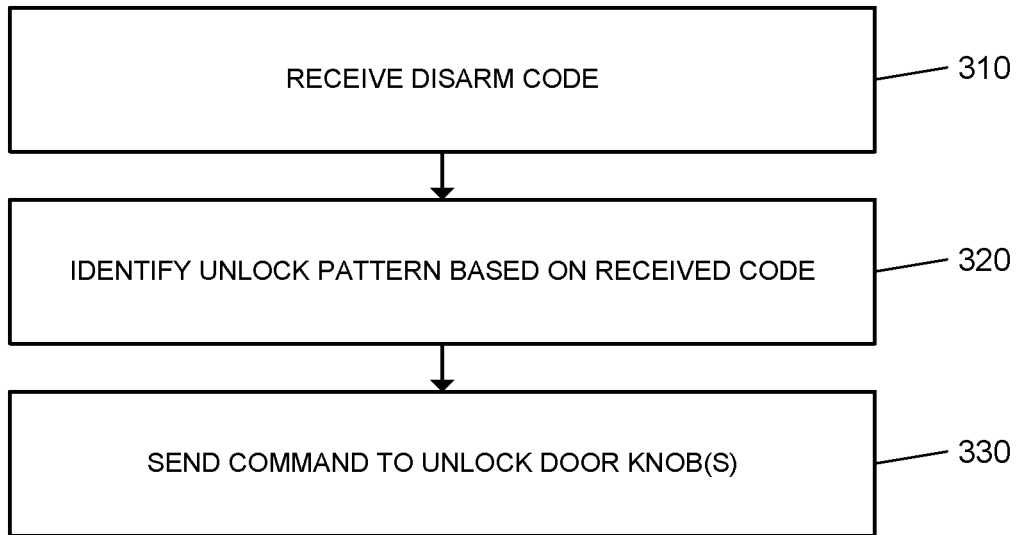 RECEIVE DISARM CODE
310
IDENTIFY UNLOCK PATTERN BASED ON RECEIVED CODE
320
SEND COMMAND TO UNLOCK DOOR KNOB(S)
330